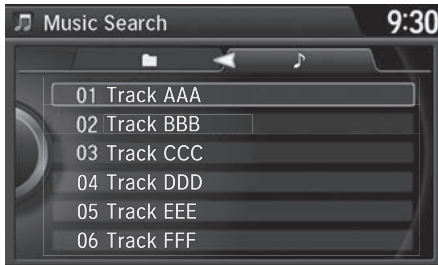 Music Search
9:30
01 Track AAA
02 Track BBB
03 Track CCC
04 Track DDD
05 Track EEE
06 Track FFF